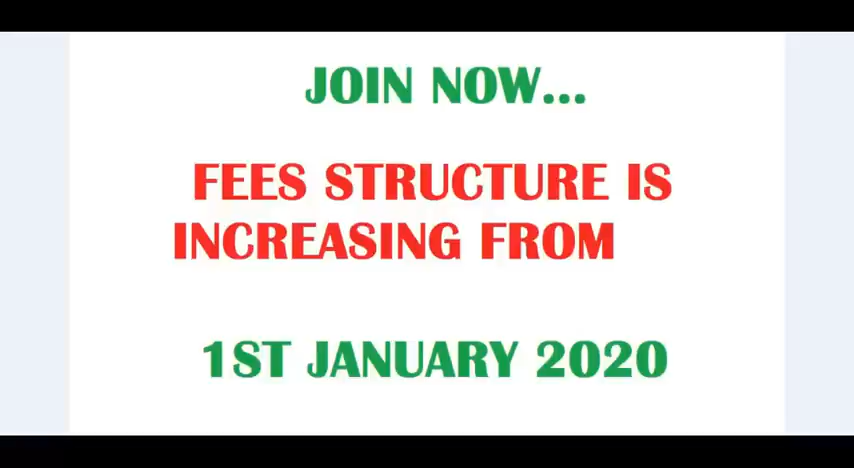 JOIN NOW...
FEES STRUCTURE IS
INCREASING FROM
1ST JANUARY 2020